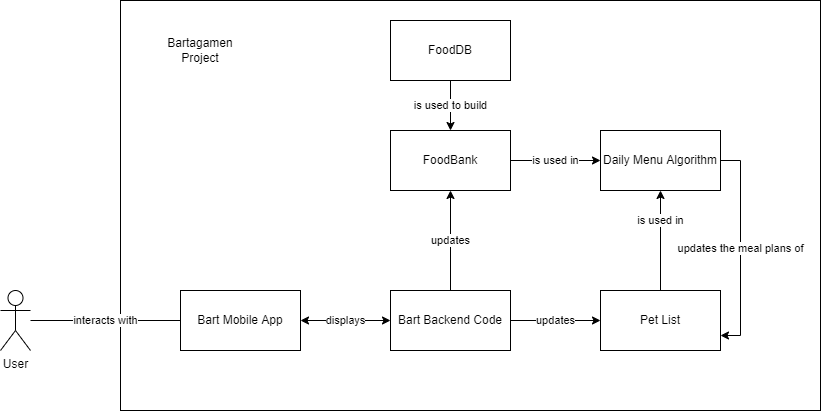 Bartagamen
Project
FoodDB
is used to build
FoodBank
is used in
Daily Menu Algorithm
is used in
updates
updates the meal plans of
interacts with
Bart Mobile App
displays
Bart Backend Code
updates
Pet List
User